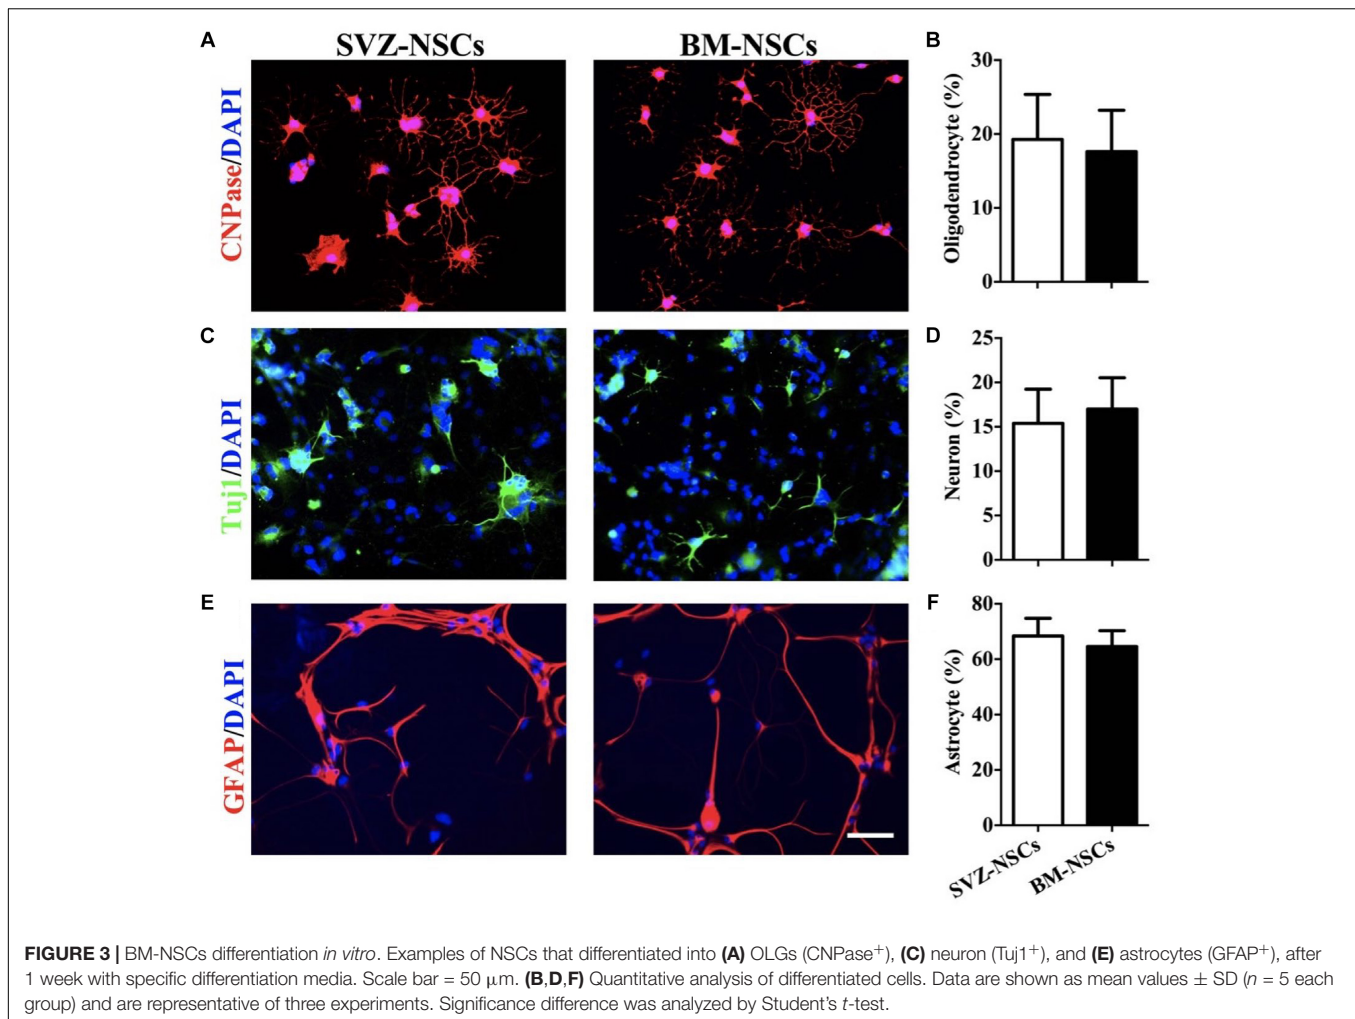 A SVZ-NSCs BM-NSCs B
CNPase/DAPI
Oligodendrocyte (%)
30
20
10
0
C
Tuj1/DAPI
D
Neuron (%)
25
20
15
10
5
0
E
GFAP/DAPI
F
Astrocyte (%)
80
60
40
20
0
SVZ-NSCs
BM-NSCs
FIGURE 3 | BM-NSCs differentiation in vitro. Examples of NSCs that differentiated into (A) OLGs (CNPase+), (C) neuron (Tuj1+), and (E) astrocytes (GFAP+), after
1 week with specific differentiation media. Scale bar = 50 μm. (B,D,F) Quantitative analysis of differentiated cells. Data are shown as mean values ± SD (n = 5 each
group) and are representative of three experiments. Significance difference was analyzed by Student's t-test.